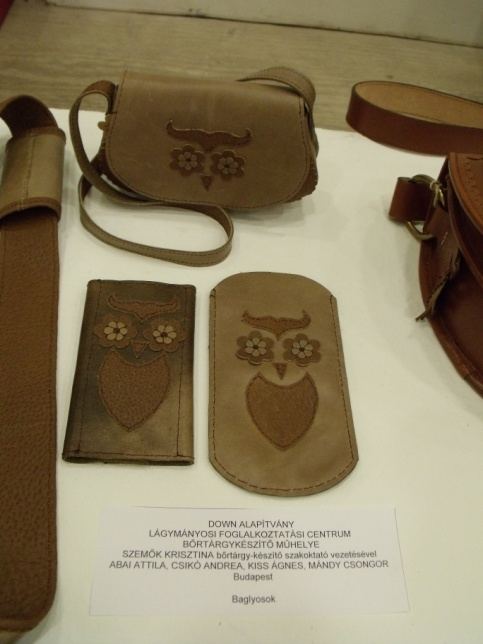 DOWN ALAPÍTVÁNY
LÁGYMÁNYOSI FOGLALKOZTATÁSI CENTRUM
BŐRTÁRGYKÉSZÍTŐ MŰHELYE
SZEMŐK KRISZTINA bőrtárgy-készítő szakoktató vezetésével
ABAI ATTILA, CSIKÓ ANDREA, KISS ÁGNES, MÁNDY CSONGOR
Budapest
Baglyosok